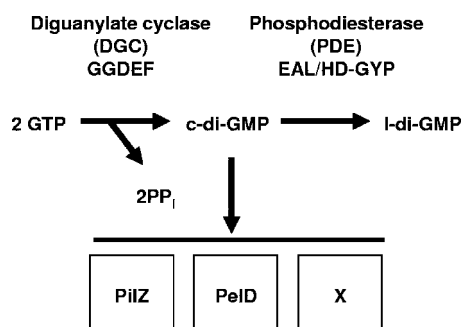 Diguanylate cyclase
(DGC)
GGDEF
Phosphodiesterase
(PDE)
EAL/HD-GYP
2 GTP
c-di-GMP
l-di-GMP
2PPI
PilZ
PelD
X